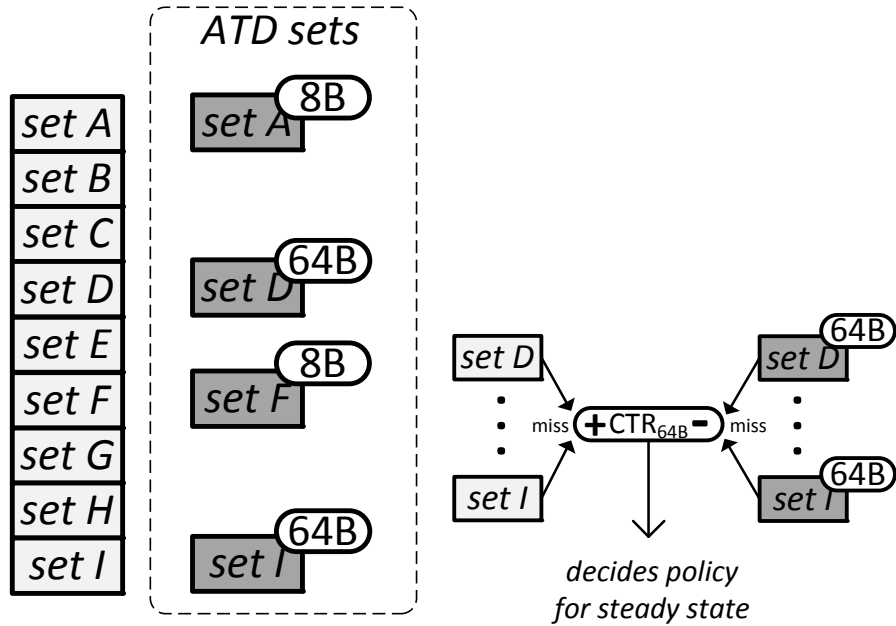 ATD sets
set A
set B
set C
set D
set E
set F
set G
set H
set I
8B
set A
64B
set D
8B
set F
64B
set I
set D
64B
set D
miss
+CTR64B-
miss
set I
64B
set I
decides policy
for steady state